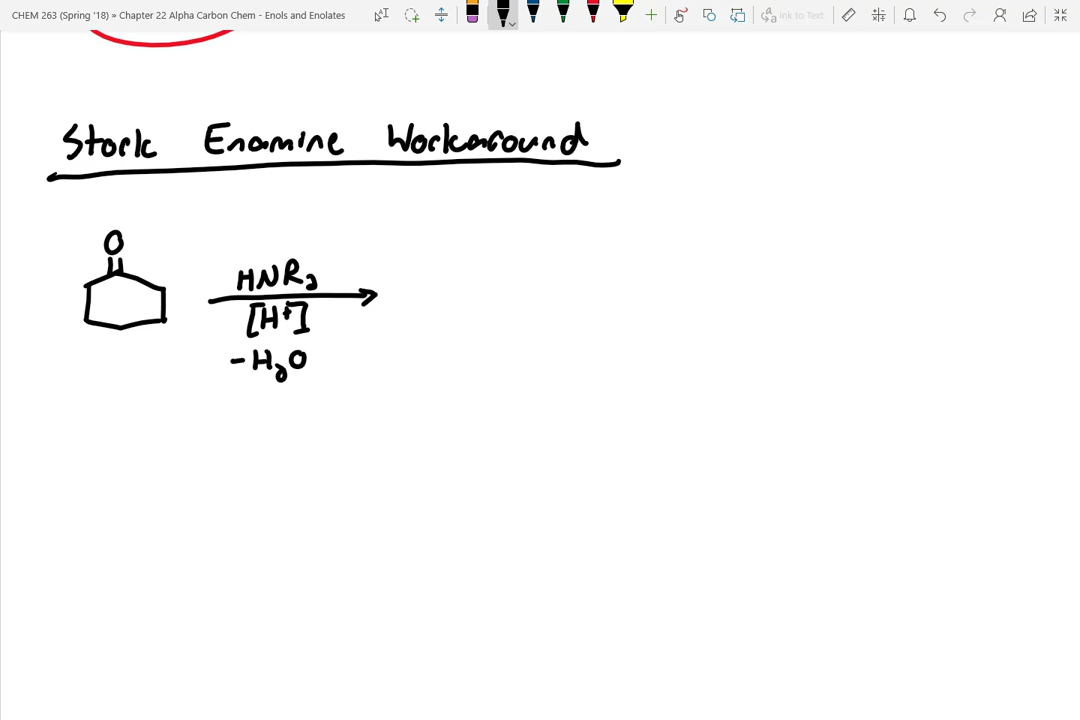 CHEM 263 (Spring '18) » Chapter 22 Alpha Carbon Chem - Enols and Enolates
Ink to Text
Stork Enamine Workaround
O
HNR₂
[H⁺]
-H₂O